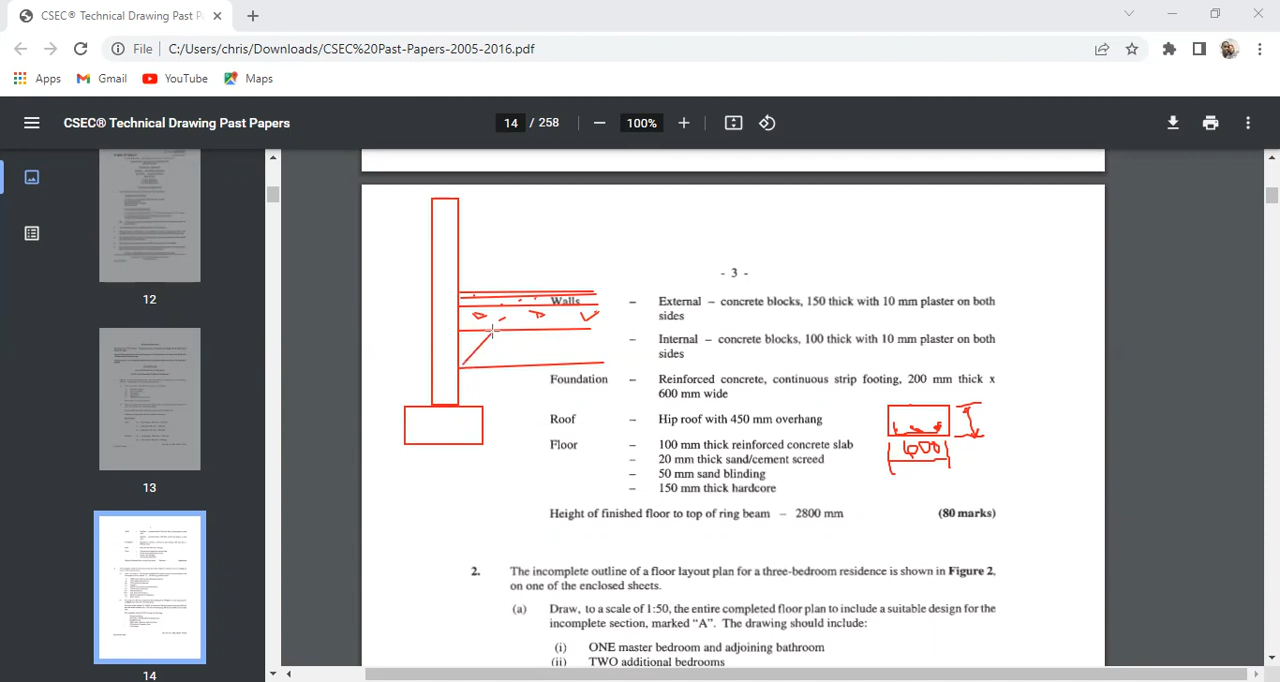 CSEC® Technical Drawing Past P
File
C:/Users/chris/Downloads/CSEC%20Past-Papers-2005-2016.pdf
Apps
Gmail
YouTube
Maps
CSEC® Technical Drawing Past Papers
14 / 258
100%
12
13
14
- 3 -
Walls – External – concrete blocks, 150 thick with 10 mm plaster on both
sides
– Internal – concrete blocks, 100 thick with 10 mm plaster on both
sides
Foundation – Reinforced concrete, continuous strip footing, 200 mm thick x
600 mm wide
Roof – Hip roof with 450 mm overhang
Floor – 100 mm thick reinforced concrete slab
– 20 mm thick sand/cement screed
– 50 mm sand blinding
– 150 mm thick hardcore
600
Height of finished floor to top of ring beam – 2800 mm (80 marks)
2. The incomplete outline of a floor layout plan for a three-bedroom residence is shown in Figure 2,
on one of the enclosed sheets.
(a) Draw, to a scale of 1:50, the entire completed floor plan to include a suitable design for the
incomplete section, marked “A”. The drawing should include:
(i) ONE master bedroom and adjoining bathroom
(ii) TWO additional bedrooms